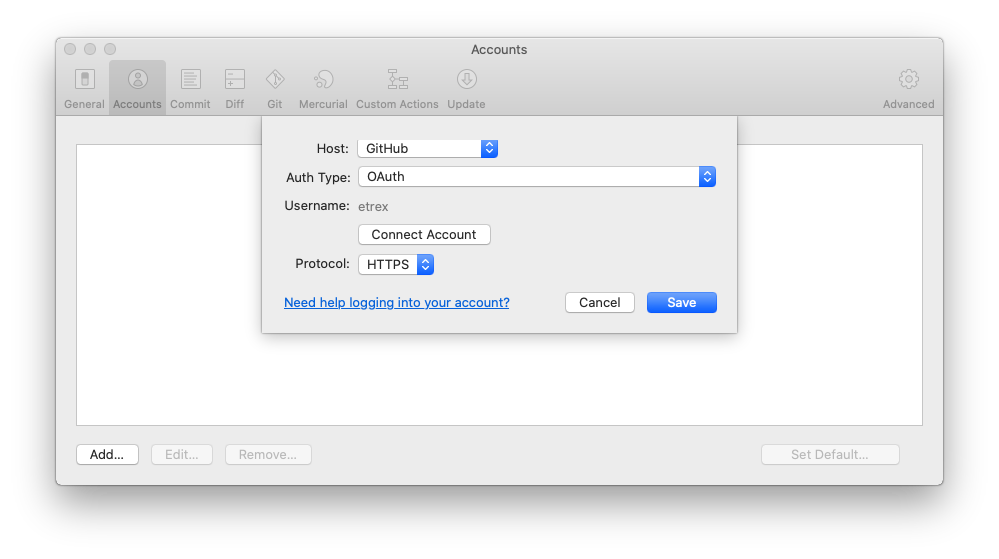 Accounts
General Accounts Commit Diff Git Mercurial Custom Actions Update Advanced
Host: GitHub
Auth Type: OAuth
Username: etrex
Connect Account
Protocol: HTTPS
Need help logging into your account? Cancel Save
Add... Edit... Remove... Set Default...